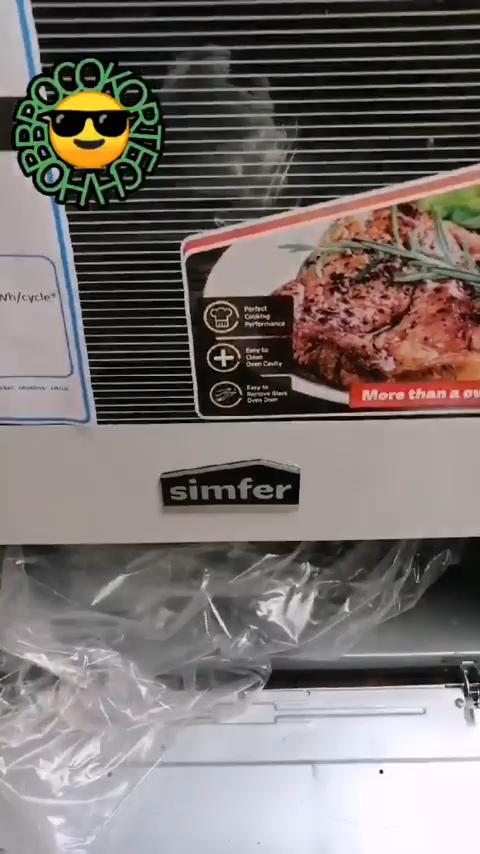 BROCOKORTECHHOBB
Wh/cycle*
Perfect
Cooking
Performance
Easy to
Clean
Oven Cavity
Easy to
Remove Glass
Oven Door
More than a ov
simfer